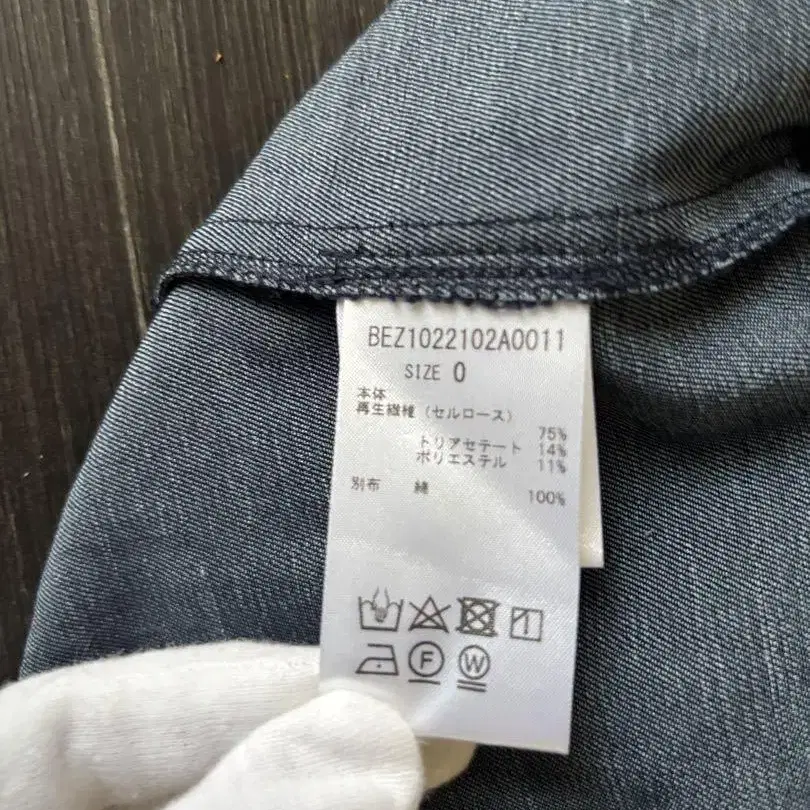 BEZ1022102A0011
SIZE 0
本体
再生繊維（セルロース）
75%
トリアセテート 14%
ポリエステル 11%
別布 綿 100%
F W